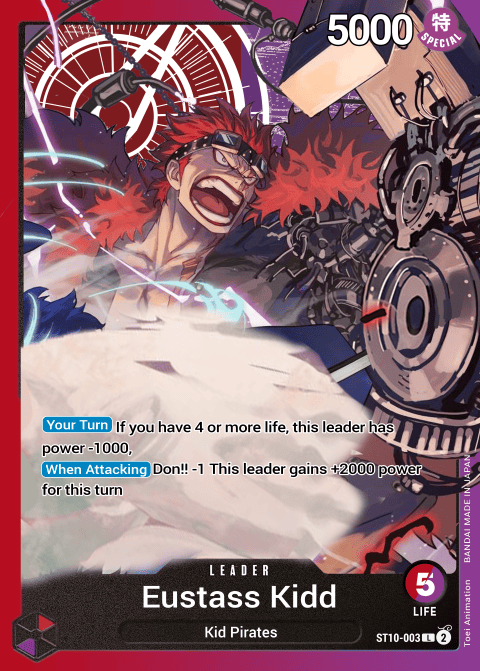 5000
特
SPECIAL
Your Turn If you have 4 or more life, this leader has
power -1000,
When Attacking Don!! -1 This leader gains +2000 power
for this turn
LEADER
Eustass Kidd
Kid Pirates
5
LIFE
ST10-003 L 2
Toei Animation BANDAI MADE IN JAPAN